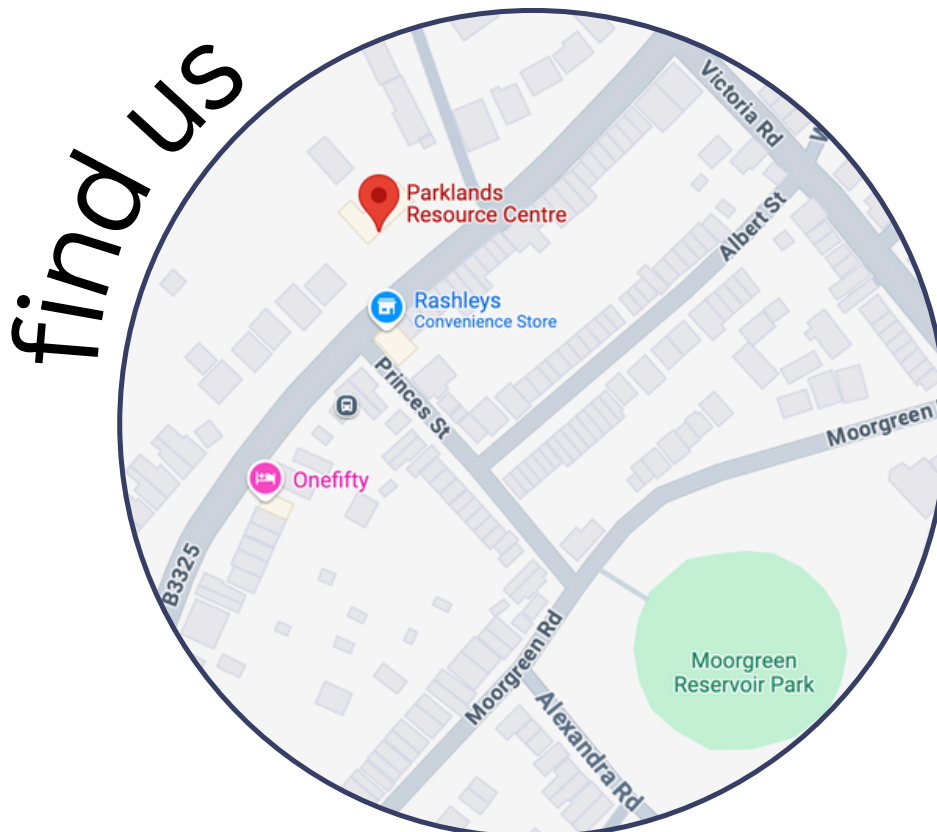 find us
Victoria Rd
Parklands
Resource Centre
Albert St
Rashleys
Convenience Store
Princes St
Moorgreen
Onefifty
B3325
Moorgreen Rd
Moorgreen
Reservoir Park
Alexandra Rd